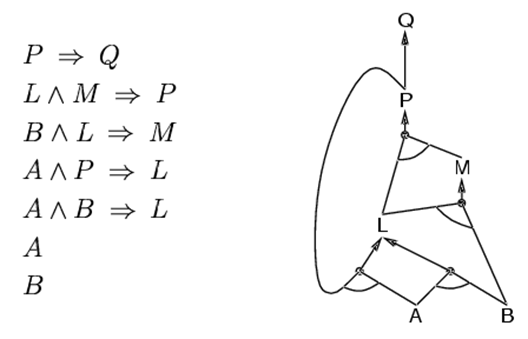 P ⇒ Q
L ∧ M ⇒ P
B ∧ L ⇒ M
A ∧ P ⇒ L
A ∧ B ⇒ L
A
B
Q
P
M
L
A
B